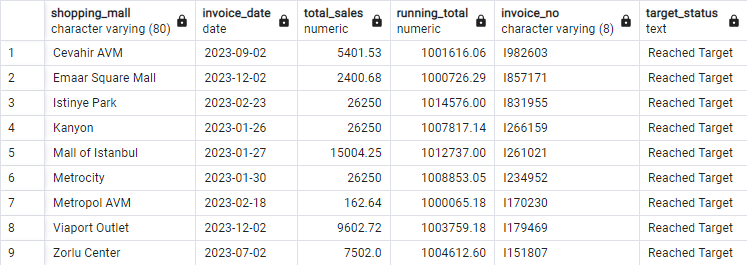 shopping_mall invoice_date total_sales running_total invoice_no target_status
character varying (80) date numeric numeric character varying (8) text
1 Cevahir AVM 2023-09-02 5401.53 1001616.06 I982603 Reached Target
2 Emaar Square Mall 2023-12-02 2400.68 1000726.29 I857171 Reached Target
3 Istinye Park 2023-02-23 26250 1014576.00 I831955 Reached Target
4 Kanyon 2023-01-26 26250 1007817.14 I266159 Reached Target
5 Mall of Istanbul 2023-01-27 15004.25 1012737.00 I261021 Reached Target
6 Metrocity 2023-01-30 26250 1008853.05 I234952 Reached Target
7 Metropol AVM 2023-02-18 162.64 1000065.18 I170230 Reached Target
8 Viaport Outlet 2023-12-02 9602.72 1003759.18 I179469 Reached Target
9 Zorlu Center 2023-07-02 7502.0 1004612.60 I151807 Reached Target